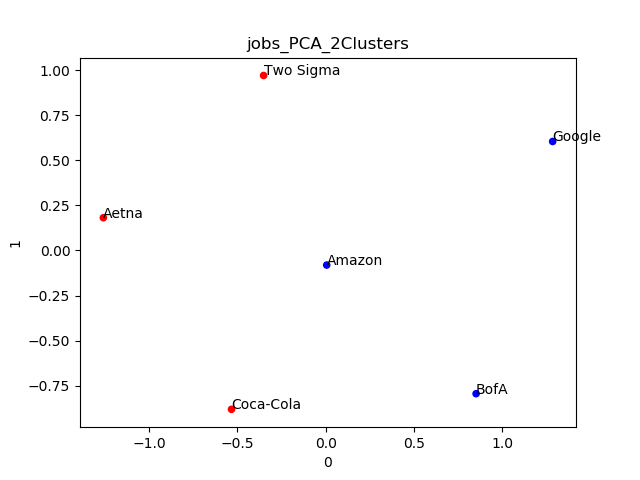 jobs_PCA_2Clusters
1.00
0.75
0.50
0.25
0.00
−0.25
−0.50
−0.75
1
Two Sigma
Google
Aetna
Amazon
BofA
Coca-Cola
−1.0
−0.5
0.0
0.5
1.0
0